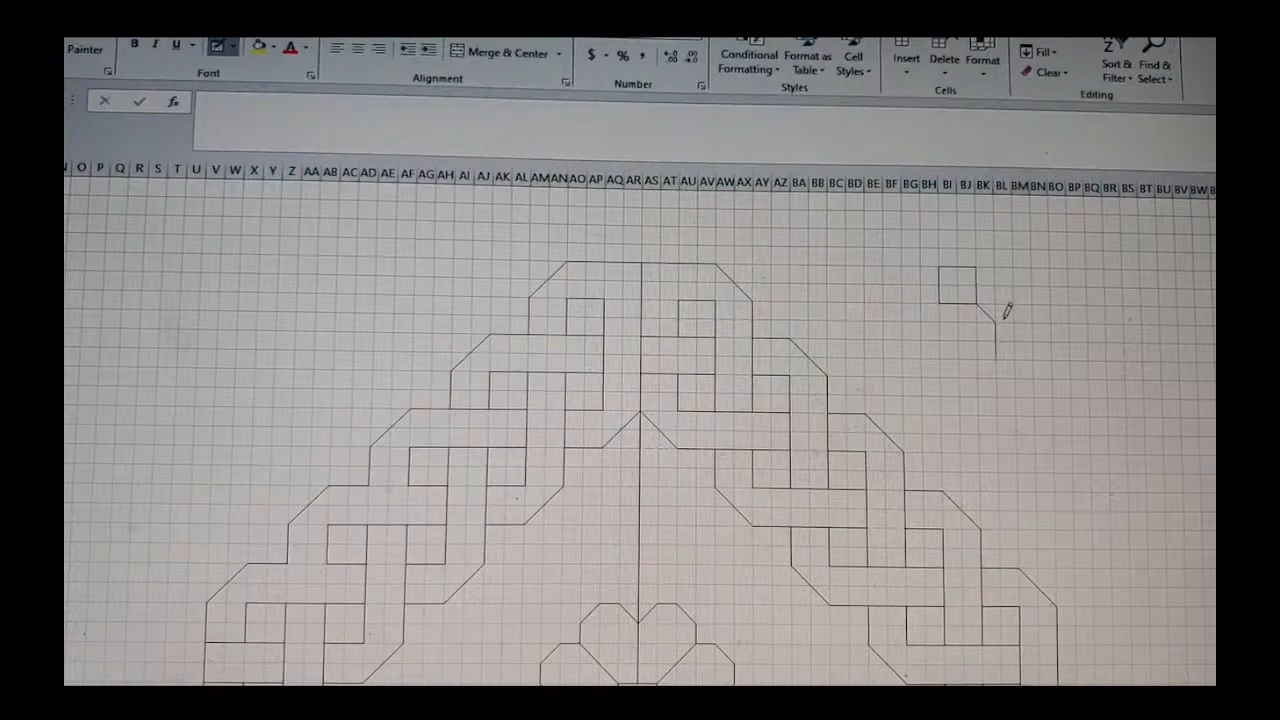 Painter
B I U
Merge & Center
$ % ,
Conditional Formatting
Format as Table
Cell Styles
Insert
Delete
Format
Fill
Clear
Sort & Filter
Find & Select
Font
Alignment
Number
Styles
Cells
Editing
fx
O P Q R S T U V W X Y Z AA AB AC AD AE AF AG AH AI AJ AK AL AM AN AO AP AQ AR AS AT AU AV AW AX AY AZ BA BB BC BD BE BF BG BH BI BJ BK BL BM BN BO BP BQ BR BS BT BU BV BW